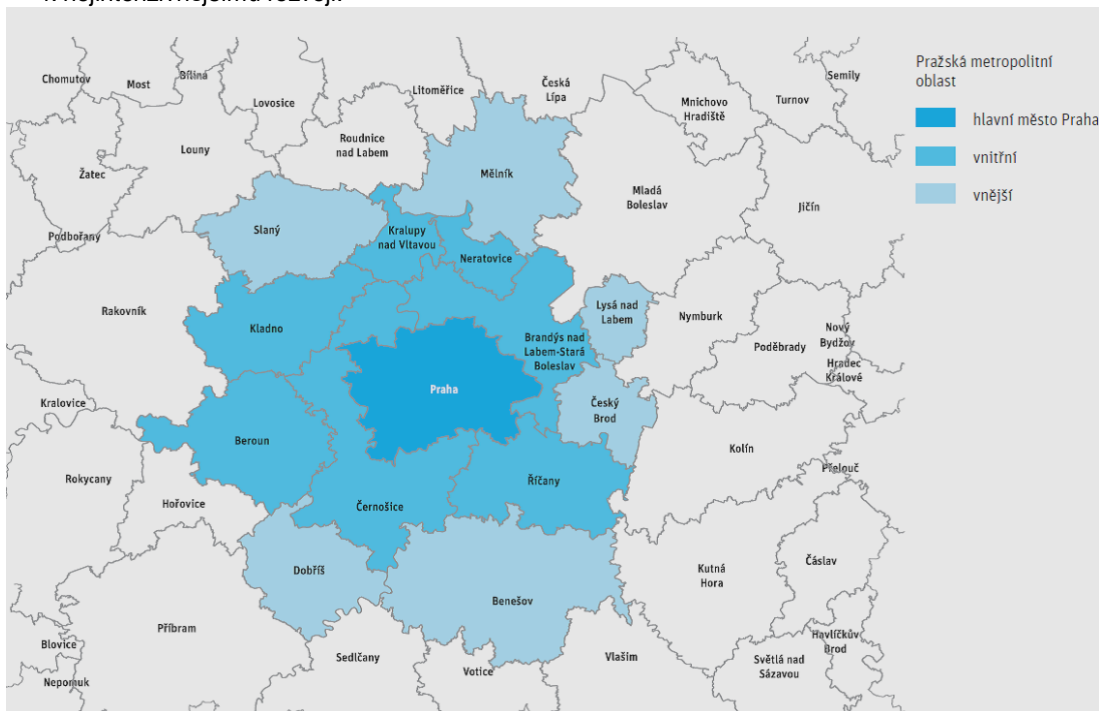 Pražská metropolitní
oblast
hlavní město Praha
vnitřní
vnější
Chomutov
Most
Bílina
Lovosice
Litoměřice
Česká
Lípa
Mnichovo
Hradiště
Turnov
Semily
Roudnice
nad Labem
Louny
Žatec
Mělník
Mladá
Boleslav
Jičín
Podbořany
Slaný
Kralupy
nad Vltavou
Neratovice
Rakovník
Kladno
Lysá nad
Labem
Nymburk
Brandýs nad
Labem-Stará
Boleslav
Poděbrady
Nový
Bydžov
Hradec
Králové
Praha
Kralovice
Český
Brod
Beroun
Kolín
Rokycany
Hořovice
Černošice
Říčany
Přelouč
Dobříš
Benešov
Kutná
Hora
Čáslav
Příbram
Blovice
Nepomuk
Sedlčany
Votice
Vlašim
Světlá nad
Sázavou
Havlíčkův
Brod